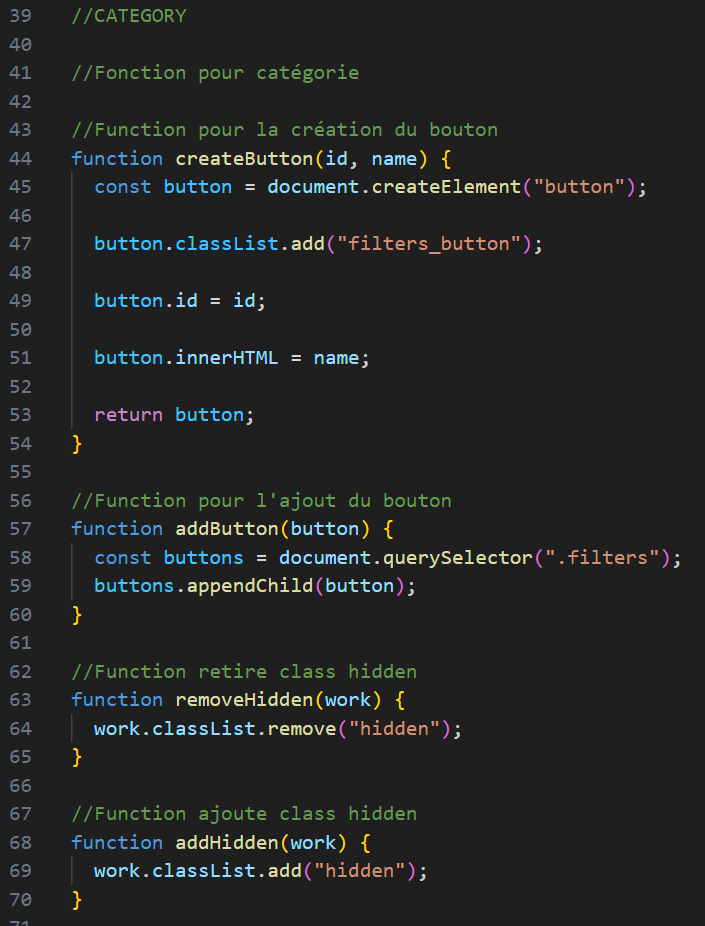 39 //CATEGORY
40
41 //Fonction pour catégorie
42
43 //Function pour la création du bouton
44 function createButton(id, name) {
45 const button = document.createElement("button");
46
47 button.classList.add("filters_button");
48
49 button.id = id;
50
51 button.innerHTML = name;
52
53 return button;
54 }
55
56 //Function pour l'ajout du bouton
57 function addButton(button) {
58 const buttons = document.querySelector(".filters");
59 buttons.appendChild(button);
60 }
61
62 //Function retire class hidden
63 function removeHidden(work) {
64 work.classList.remove("hidden");
65 }
66
67 //Function ajoute class hidden
68 function addHidden(work) {
69 work.classList.add("hidden");
70 }
71